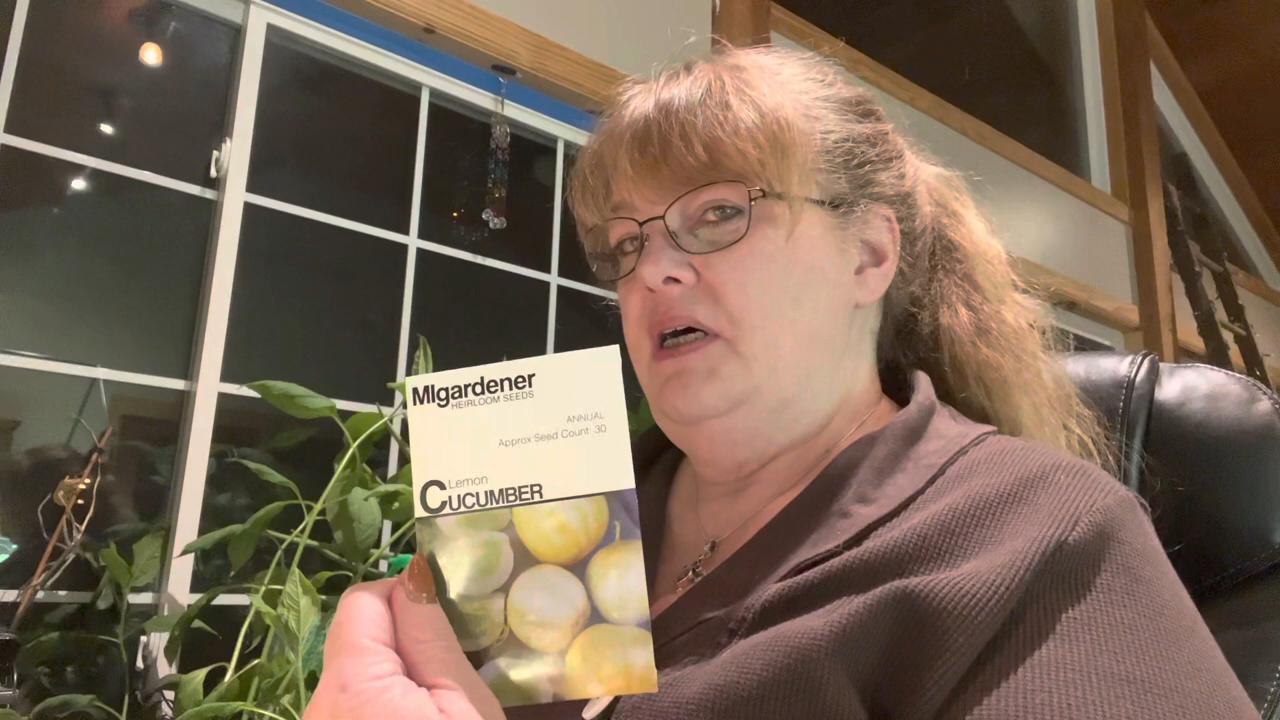 MIgardener
HEIRLOOM SEEDS
ANNUAL
Approx Seed Count: 30
Lemon
CUCUMBER